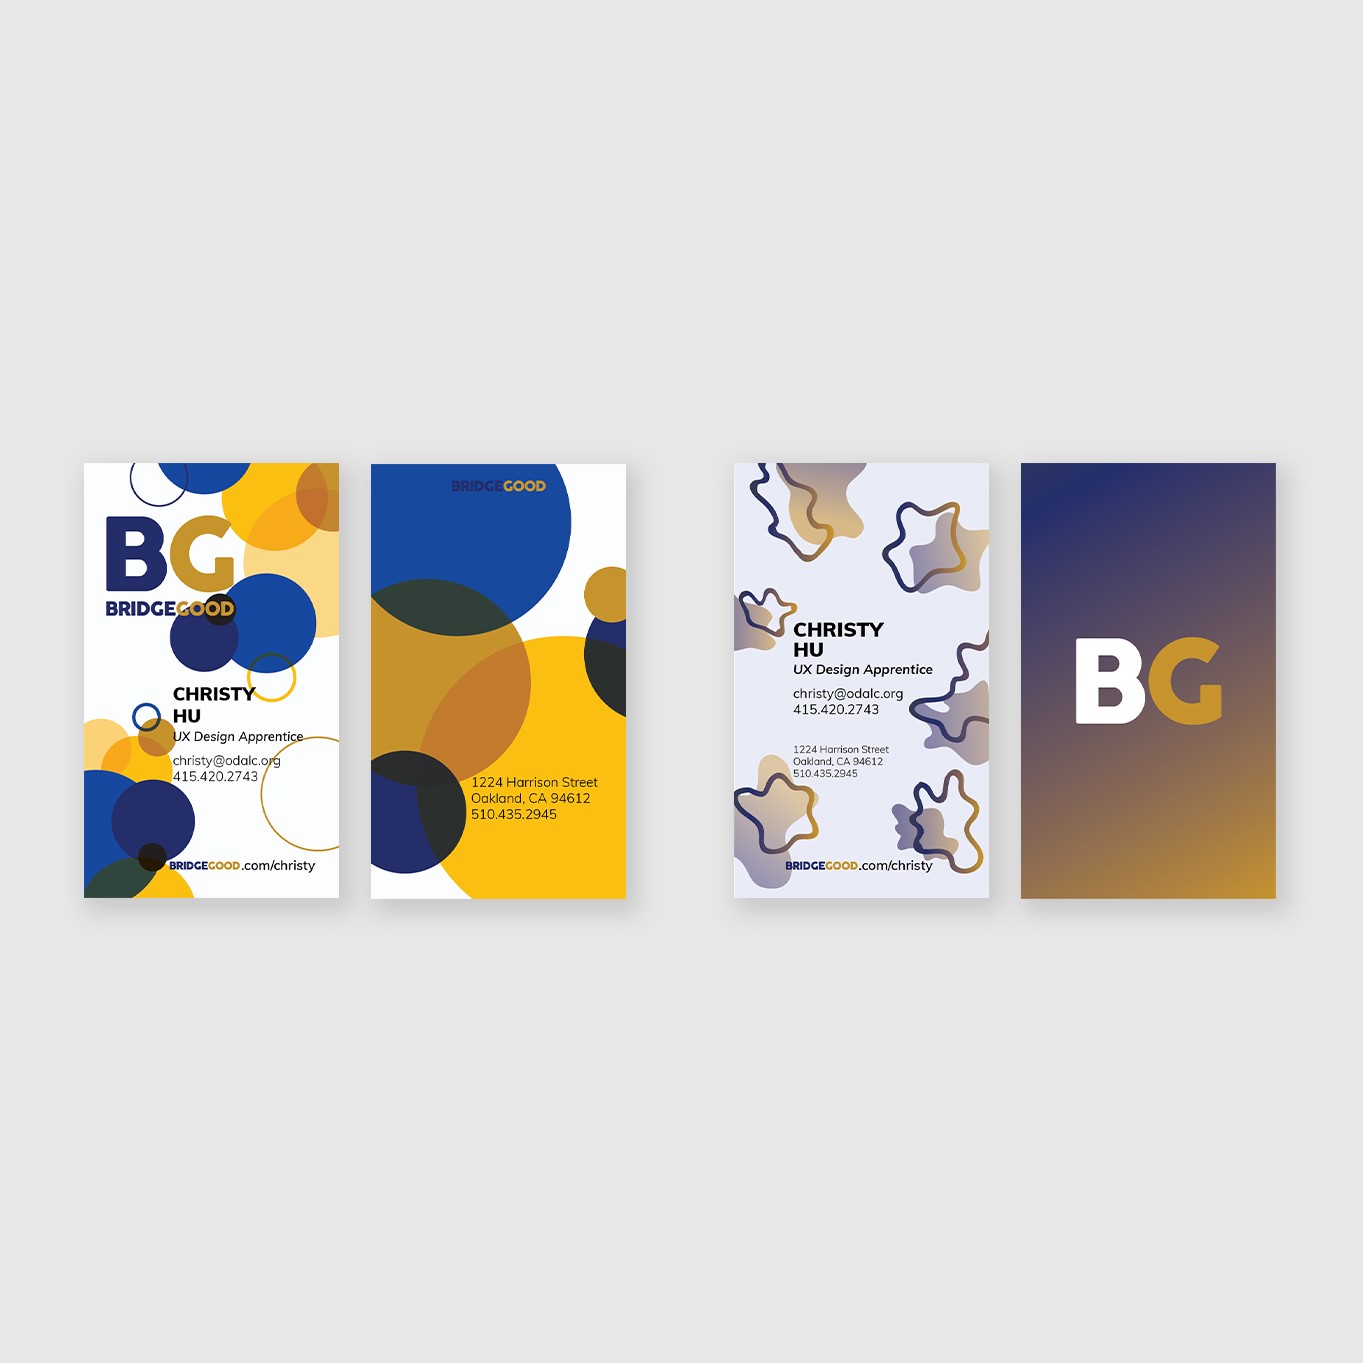 BG
BRIDGEGOOD
CHRISTY
HU
UX Design Apprentice
christy@odalc.org
415.420.2743
BRIDGEGOOD.com/christy
BRIDGEGOOD
1224 Harrison Street
Oakland, CA 94612
510.435.2945
CHRISTY
HU
UX Design Apprentice
christy@odalc.org
415.420.2743
1224 Harrison Street
Oakland, CA 94612
510.435.2945
BRIDGEGOOD.com/christy
BG